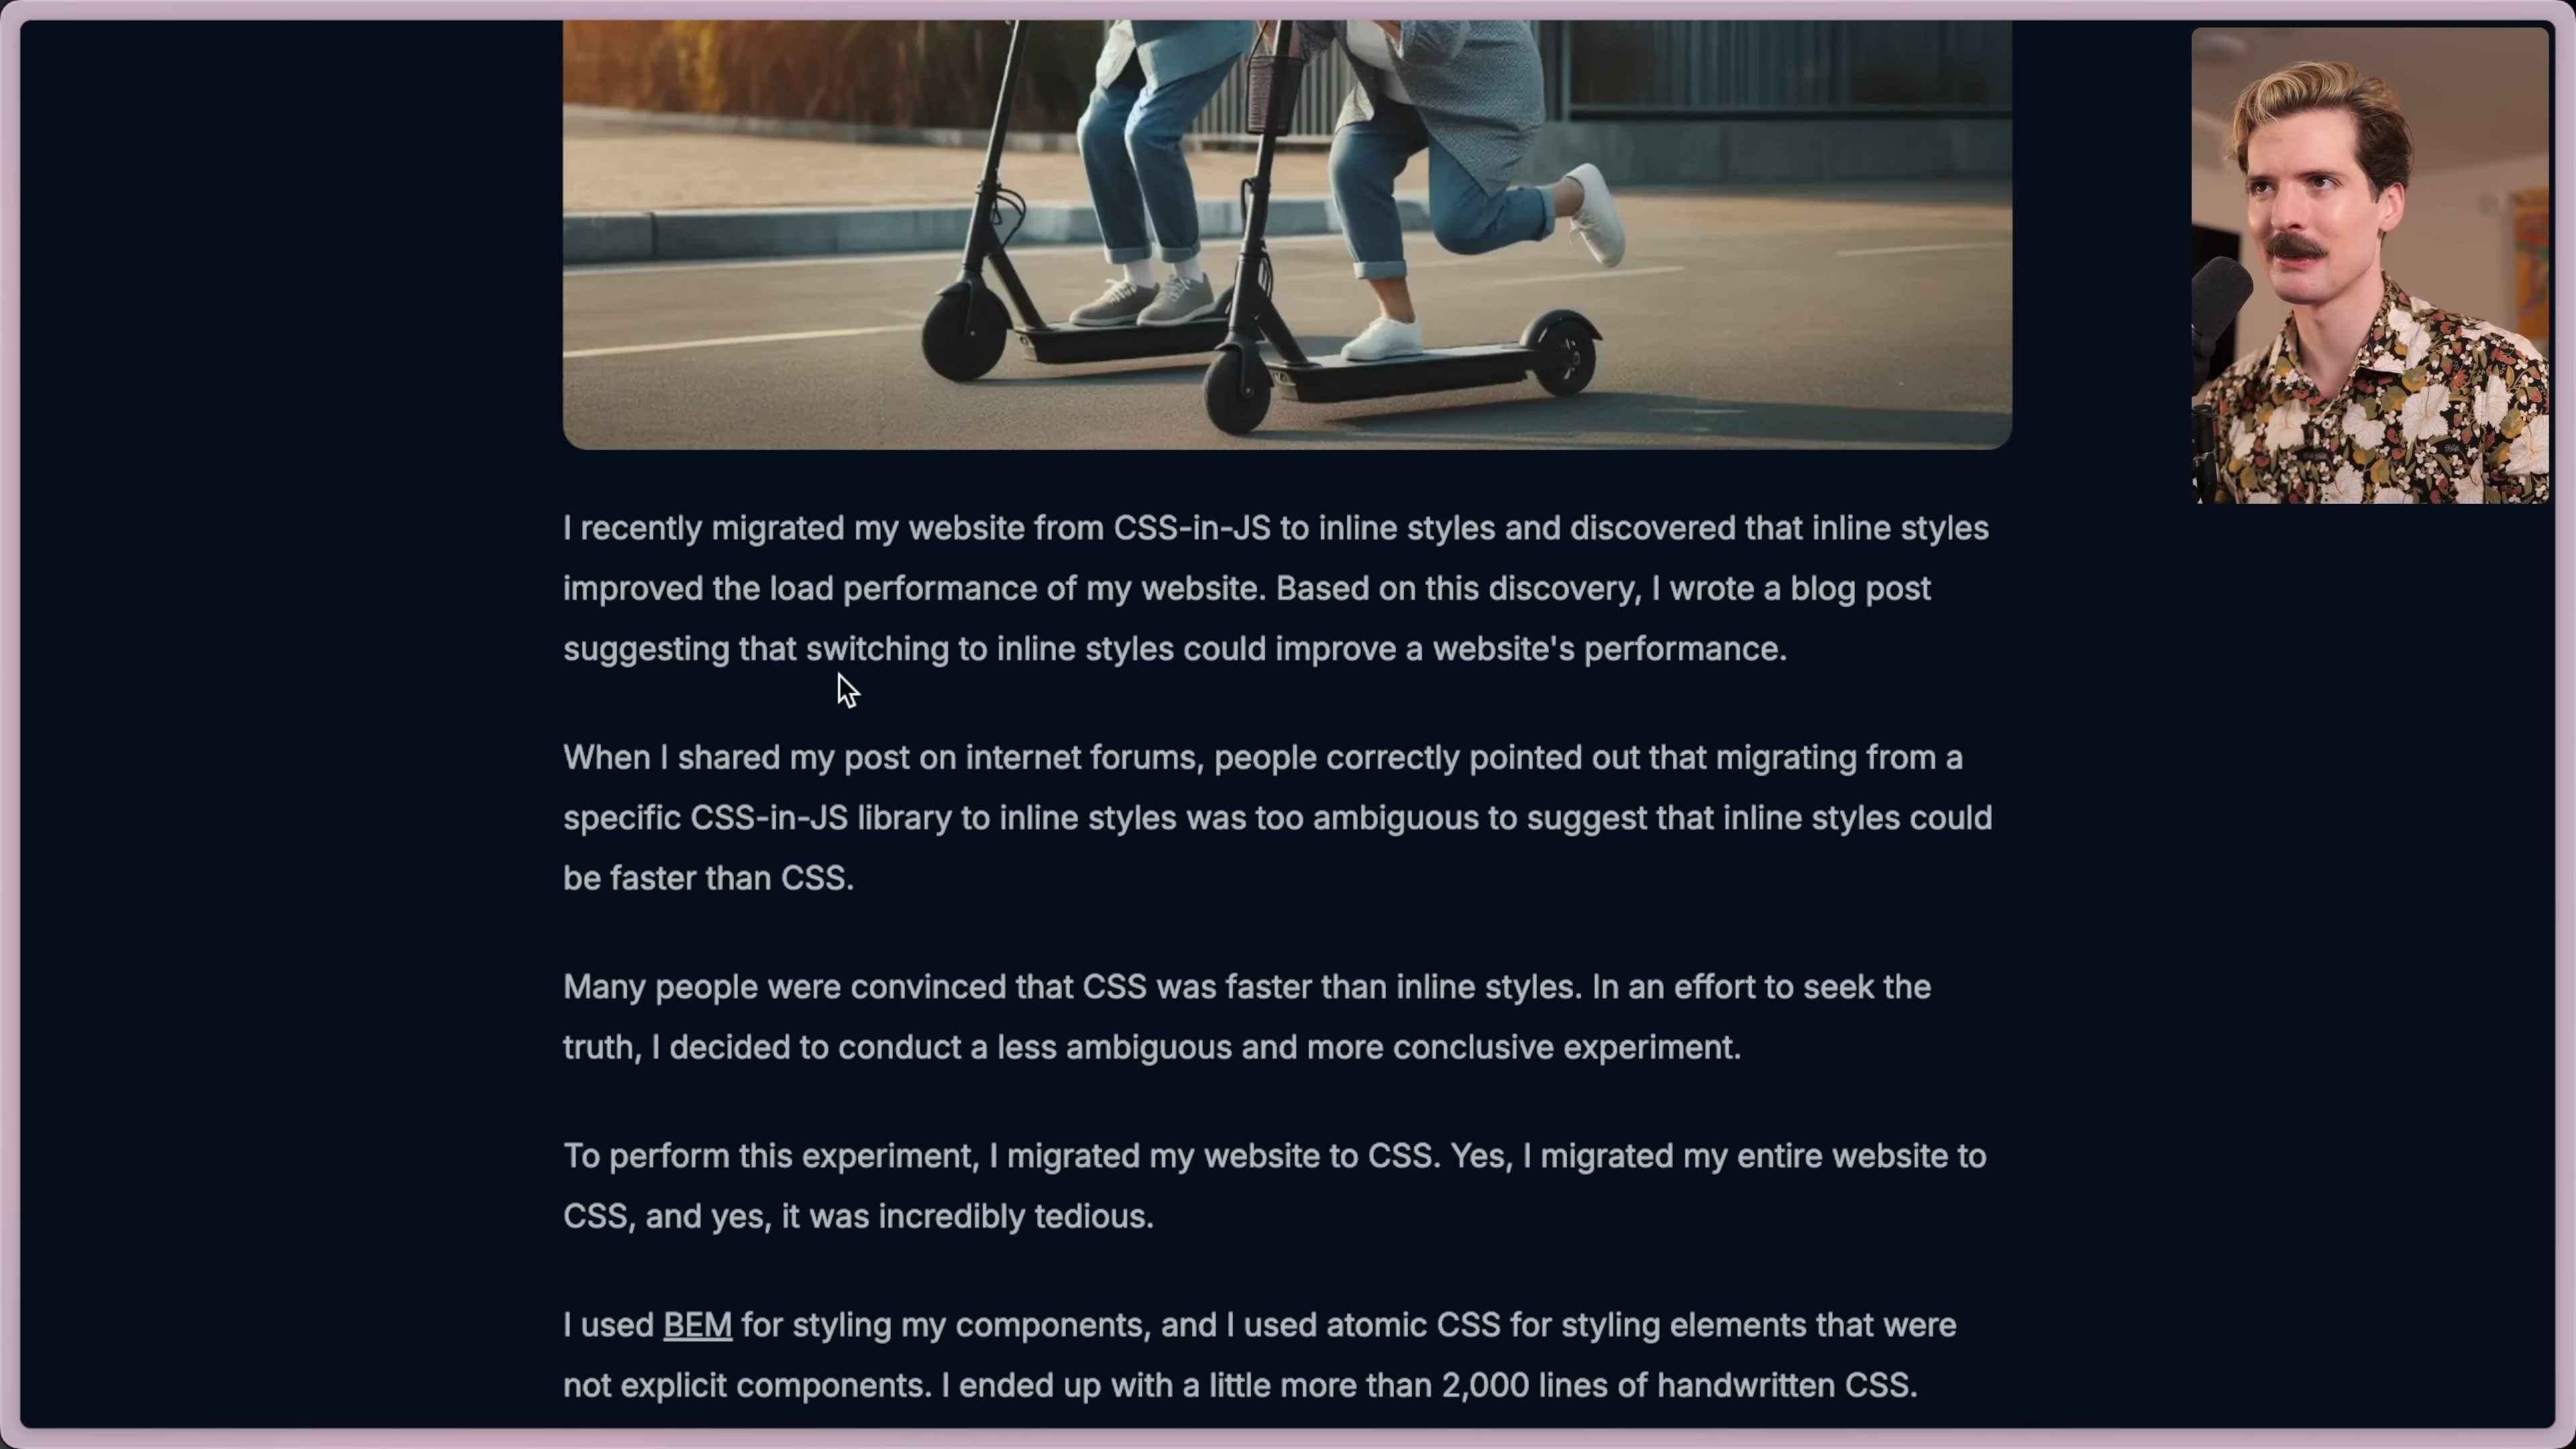 I recently migrated my website from CSS-in-JS to inline styles and discovered that inline styles
improved the load performance of my website. Based on this discovery, I wrote a blog post
suggesting that switching to inline styles could improve a website's performance.
When I shared my post on internet forums, people correctly pointed out that migrating from a
specific CSS-in-JS library to inline styles was too ambiguous to suggest that inline styles could
be faster than CSS.
Many people were convinced that CSS was faster than inline styles. In an effort to seek the
truth, I decided to conduct a less ambiguous and more conclusive experiment.
To perform this experiment, I migrated my website to CSS. Yes, I migrated my entire website to
CSS, and yes, it was incredibly tedious.
I used BEM for styling my components, and I used atomic CSS for styling elements that were
not explicit components. I ended up with a little more than 2,000 lines of handwritten CSS.